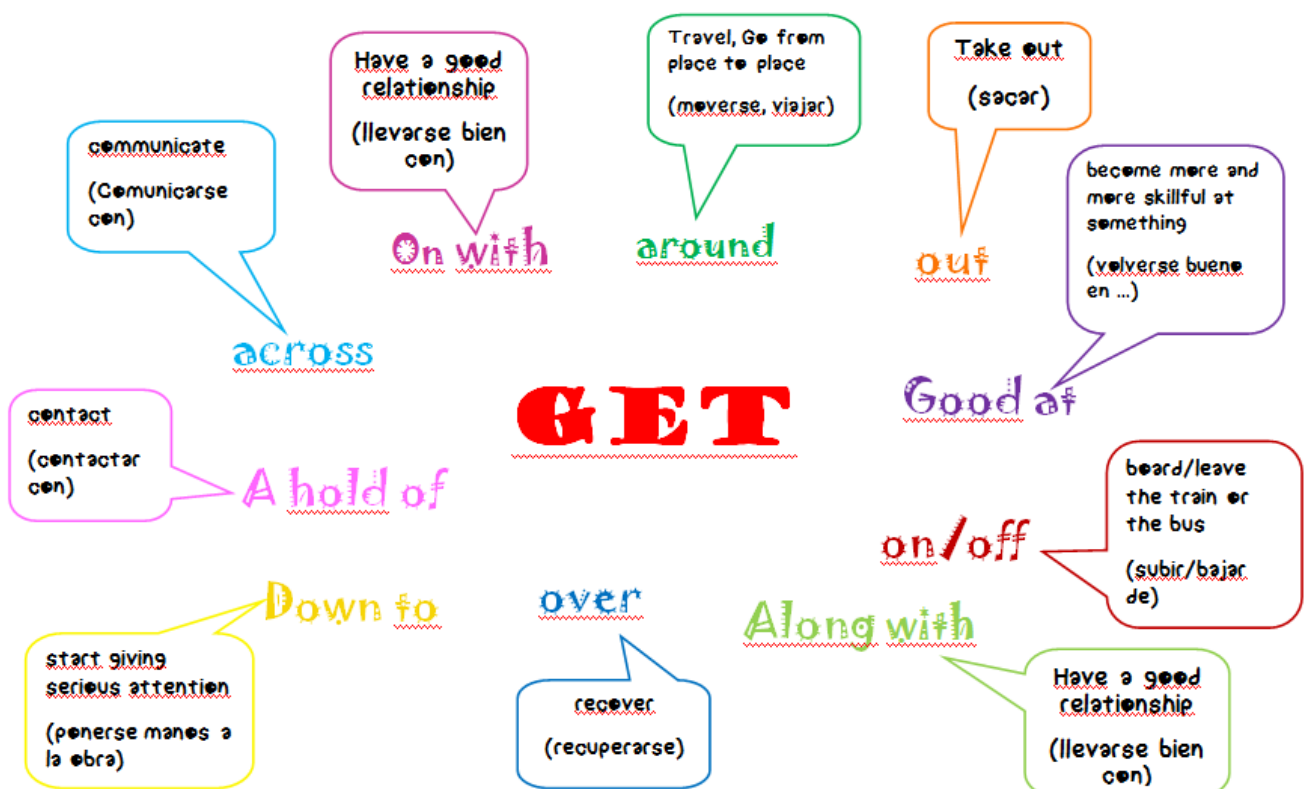 Have a good
relationship
(llevarse bien
con)
On with
Travel, Go from
place to place
(moverse, viajar)
around
Take out
(sacar)
out
communicate
(Comunicarse
con)
across
become more and
more skillful at
something
(volverse bueno
en ...)
Good at
GET
contact
(contactar
con)
A hold of
board/leave
the train or
the bus
(subir/bajar
de)
on/off
Down to
start giving
serious attention
(ponerse manos a
la obra)
over
recover
(recuperarse)
Along with
Have a good
relationship
(llevarse bien
con)